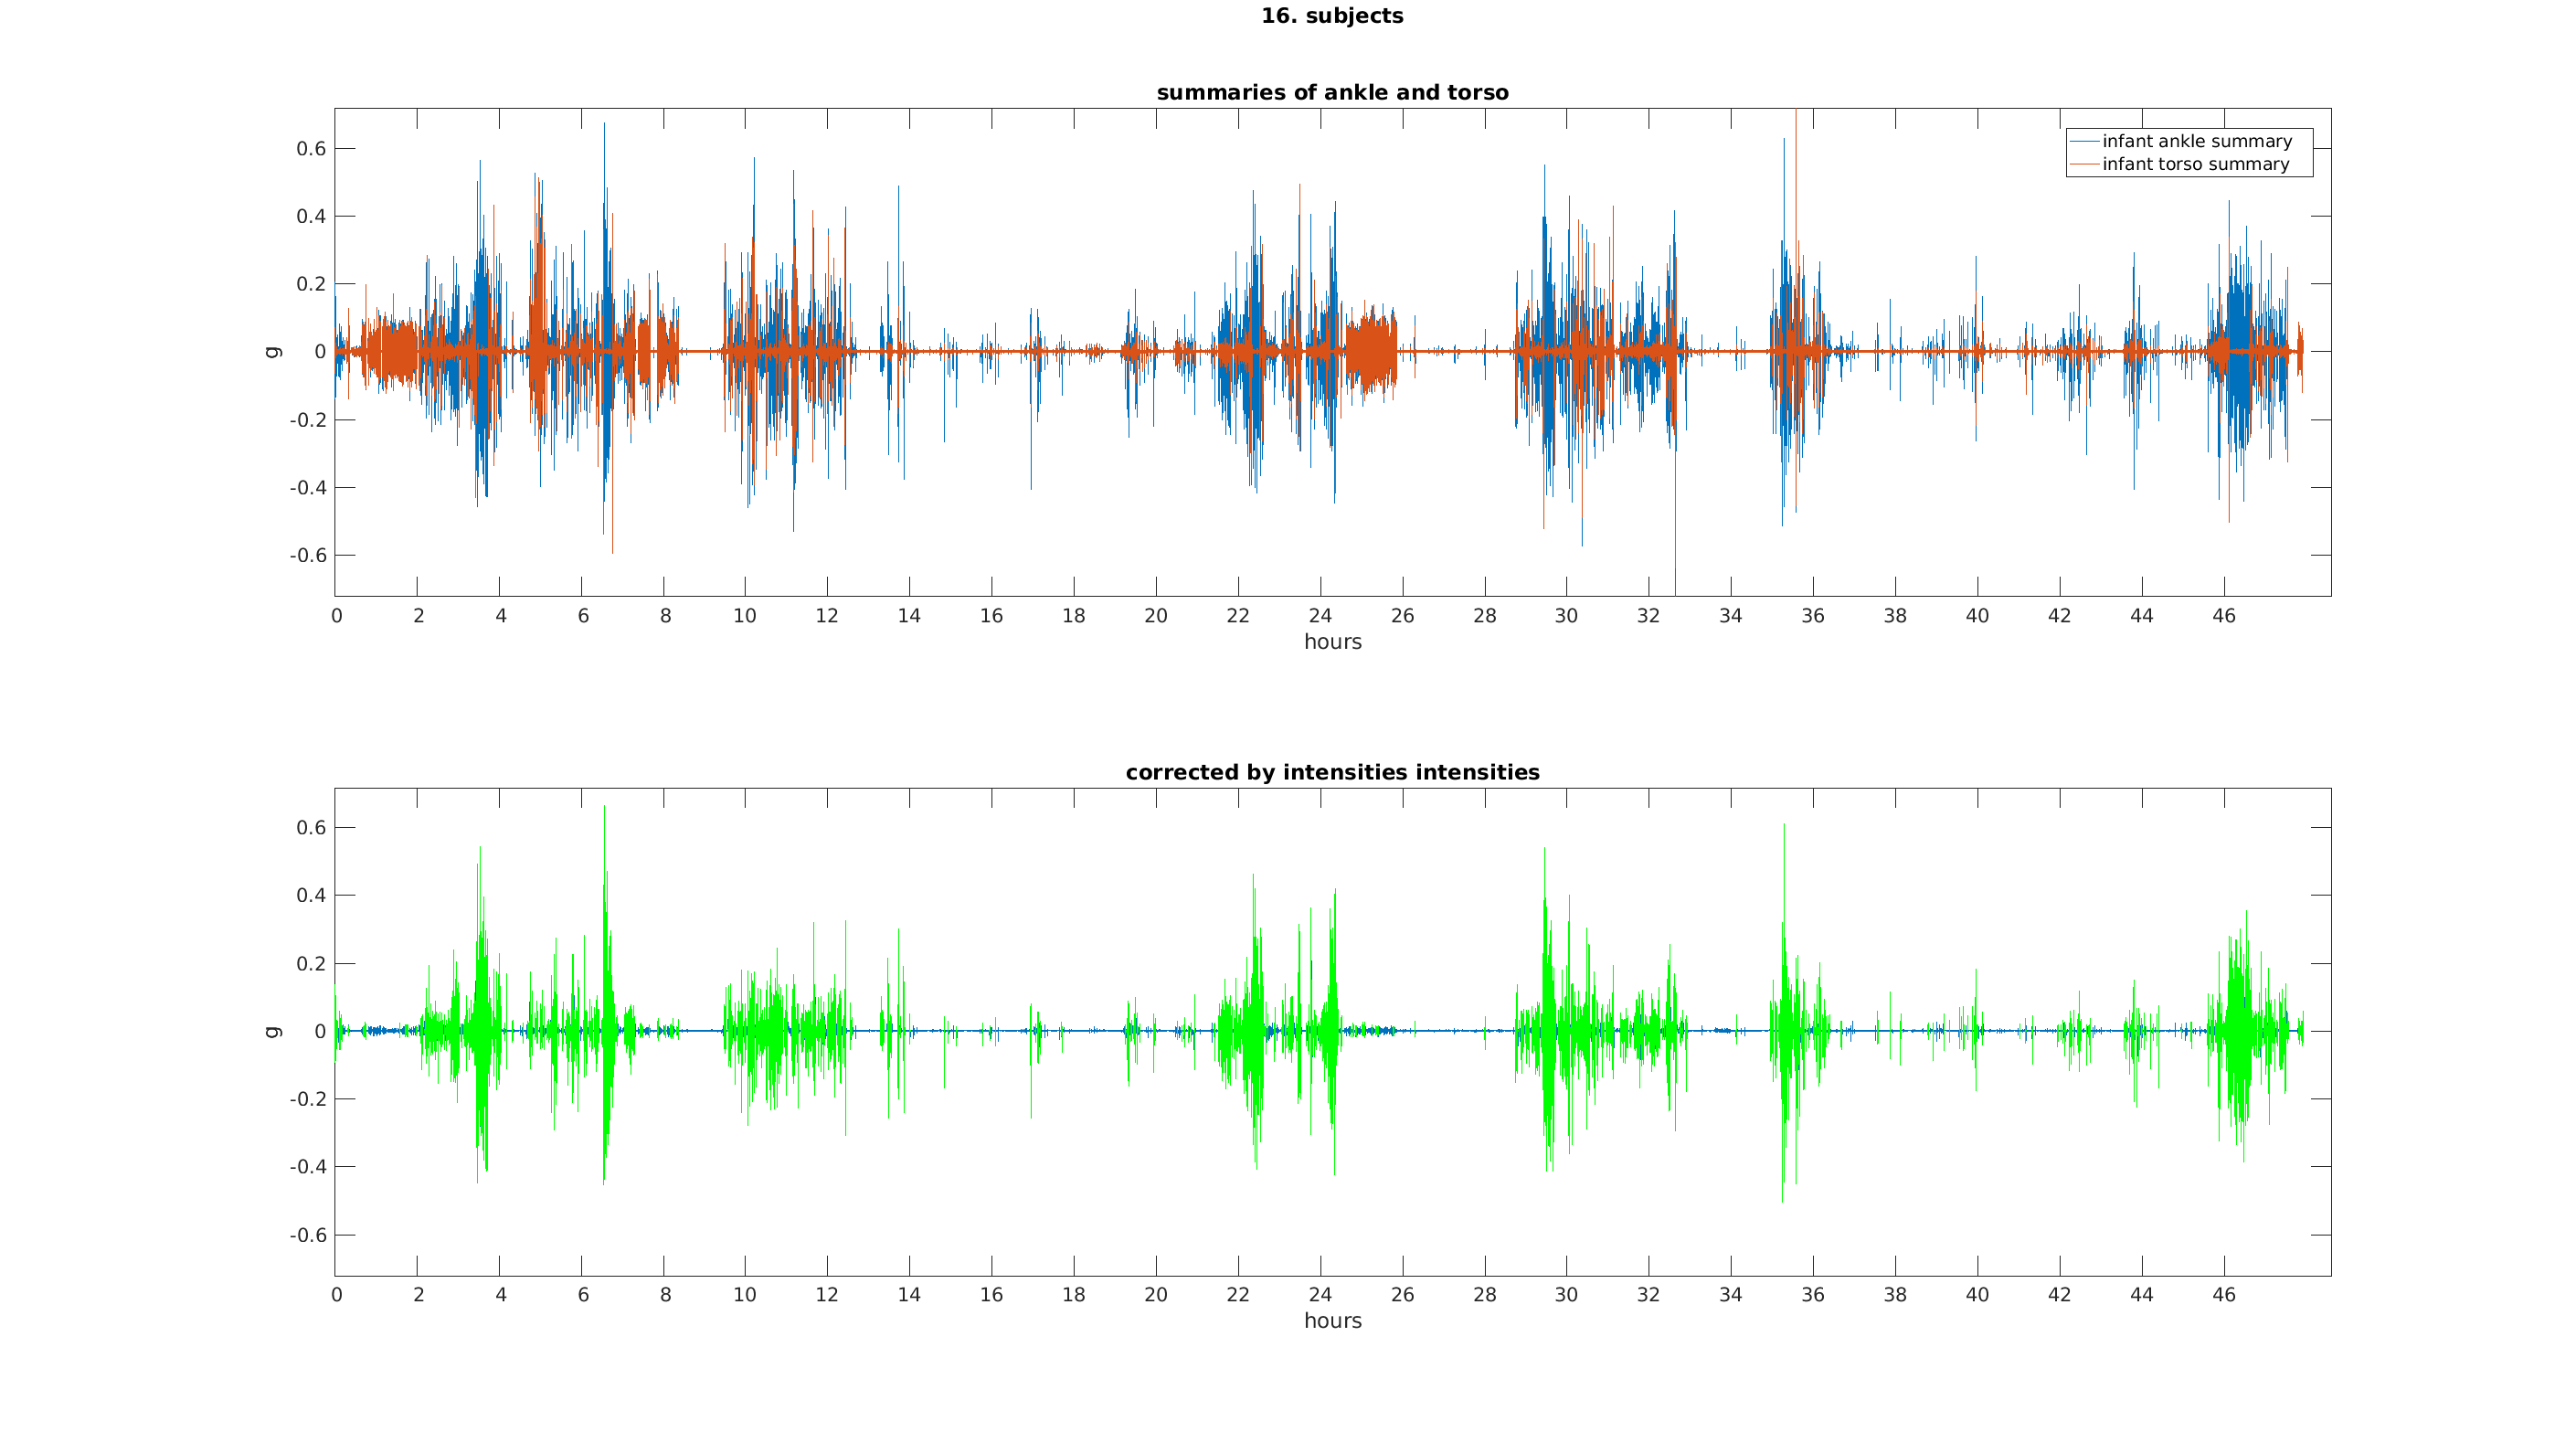 16. subjects
summaries of ankle and torso
infant ankle summary
infant torso summary
0.6
0.4
0.2
0
-0.2
-0.4
-0.6
g
0 2 4 6 8 10 12 14 16 18 20 22 24 26 28 30 32 34 36 38 40 42 44 46
hours
corrected by intensities intensities
0.6
0.4
0.2
0
-0.2
-0.4
-0.6
g
0 2 4 6 8 10 12 14 16 18 20 22 24 26 28 30 32 34 36 38 40 42 44 46
hours